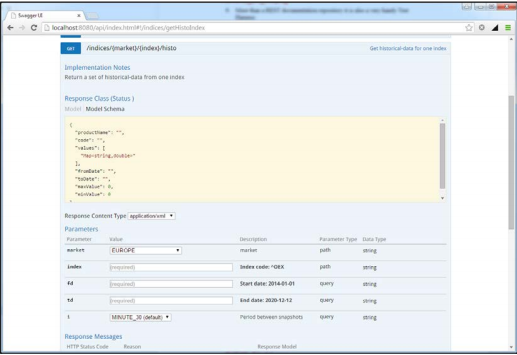 Swagger UI
localhost:8080/api/index.html#!/indices/getHistoIndex
GET /indices/{market}/{index}/histo Get historical-data for one index
Implementation Notes
Return a set of historical-data from one index
Response Class (Status )
Model Model Schema
{
"productName": "",
"code": "",
"values": [
"Map«string,double»"
],
"fromDate": "",
"toDate": "",
"maxValue": 0,
"minValue": 0
Response Content Type application/xml
Parameters
Parameter Value Description Parameter Type Data Type
market EUROPE market path string
index (required) Index code: ^OEX path string
fd (required) Start date: 2014-01-01 query string
td (required) End date: 2020-12-12 query string
t MINUTE_30 (default) Period between snapshots query string
Response Messages
HTTP Status Code Reason Response Model